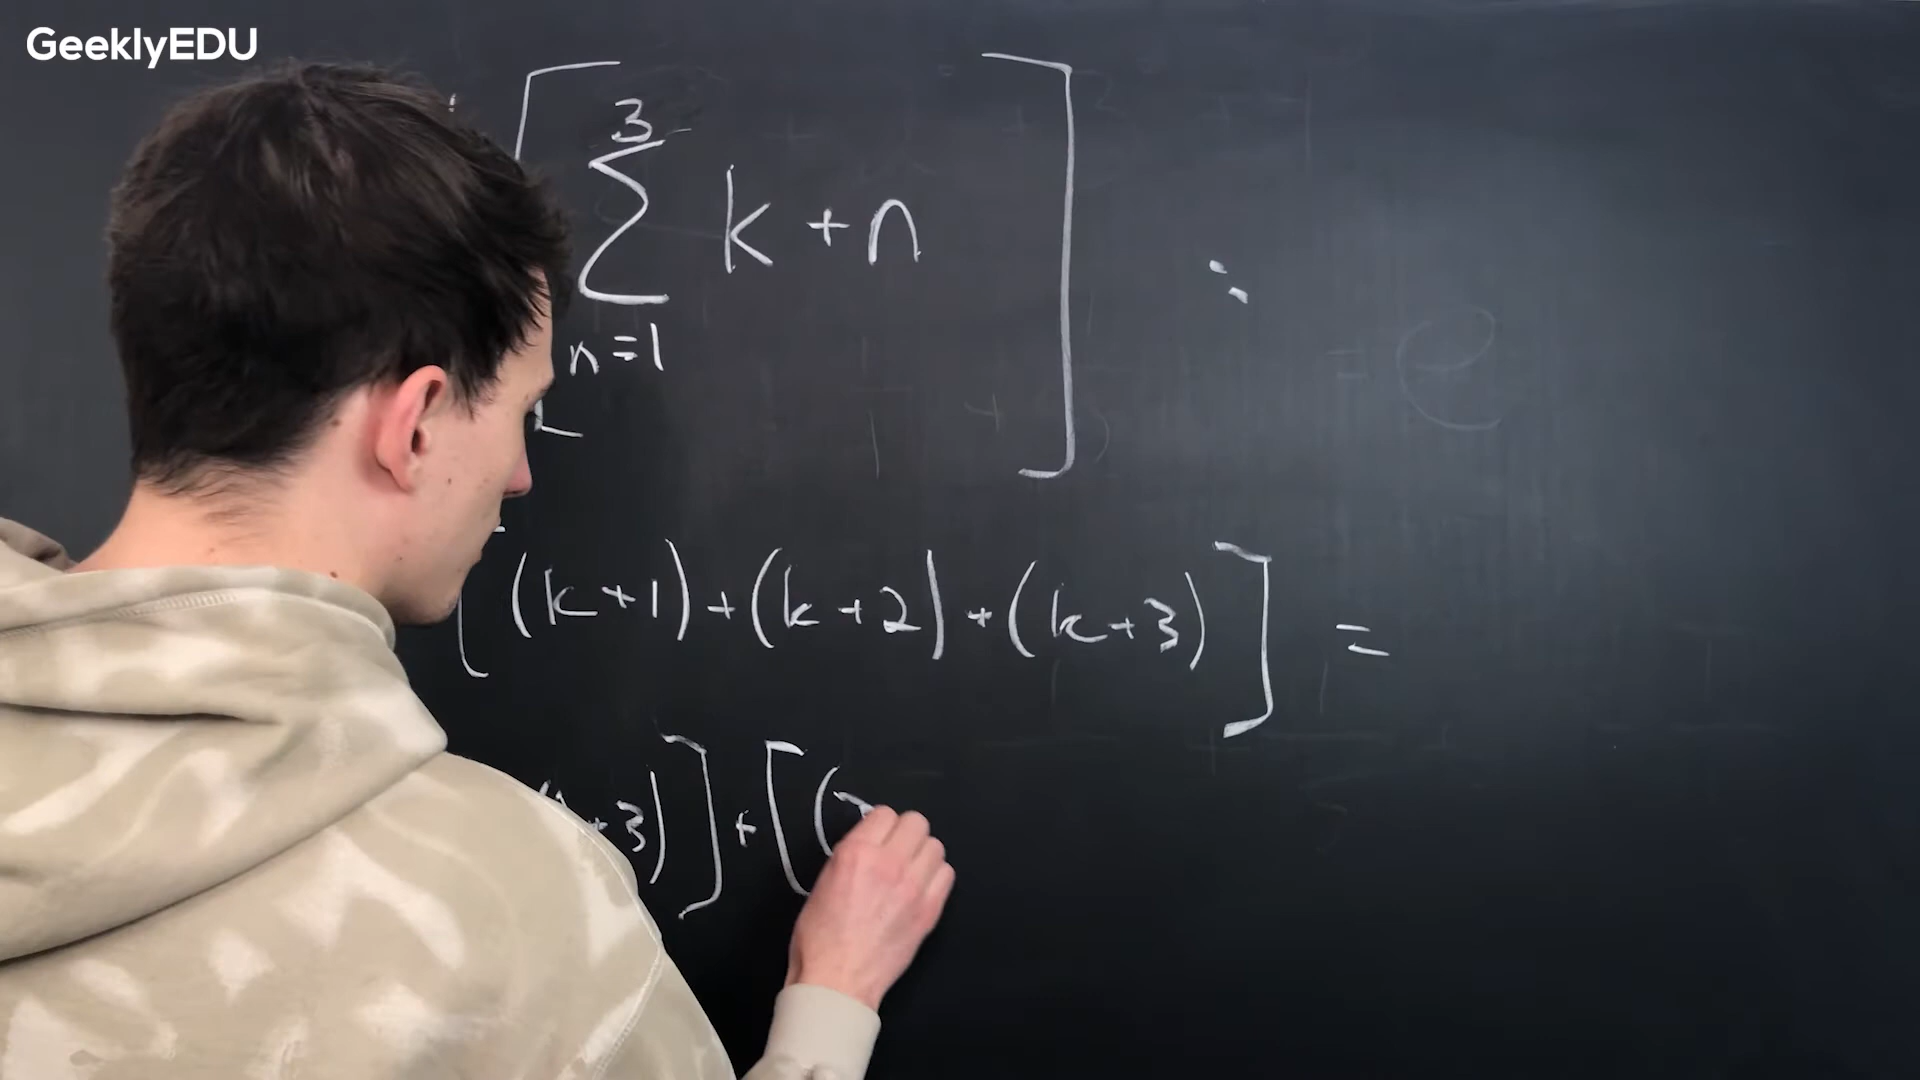 GeeklyEDU
[ 3
∑ k + n ]
n = 1
[ (k+1) + (k+2) + (k+3) ] =
+ 3) ] + [ (